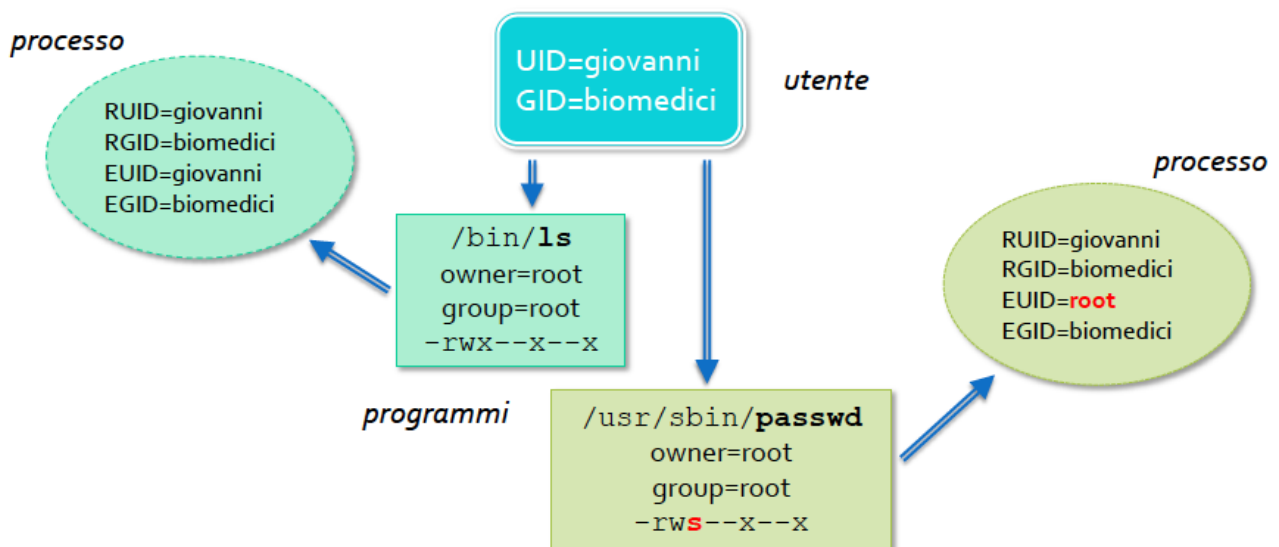 processo
RUID=giovanni
RGID=biomedici
EUID=giovanni
EGID=biomedici
UID=giovanni
GID=biomedici
utente
/bin/ls
owner=root
group=root
-rwx--x--x
programmi
/usr/sbin/passwd
owner=root
group=root
-rws--x--x
processo
RUID=giovanni
RGID=biomedici
EUID=root
EGID=biomedici